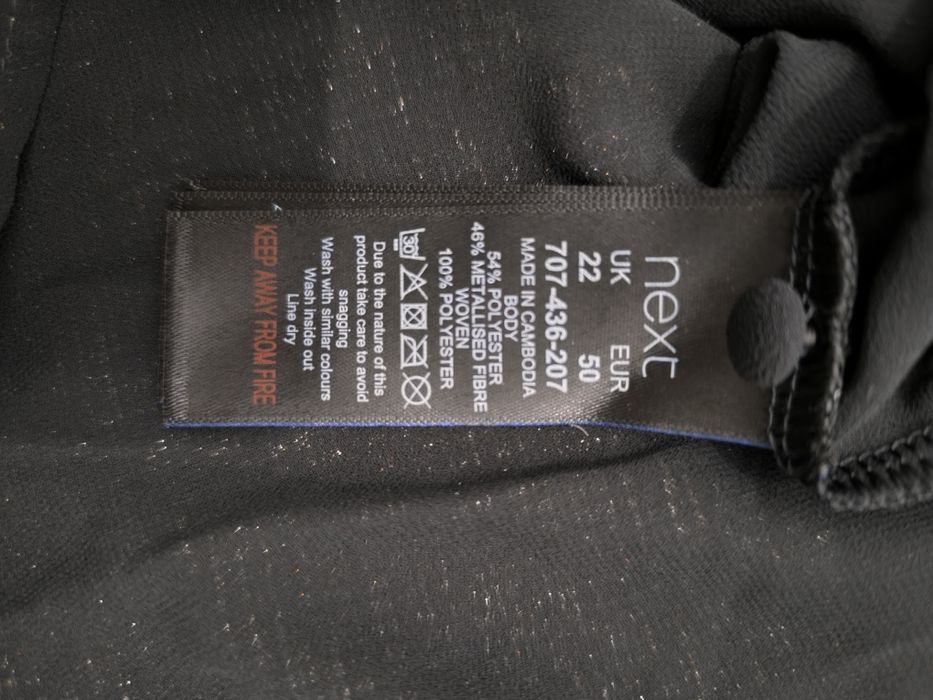 next
UK EUR
22 50
707-436-207
MADE IN CAMBODIA
BODY
54% POLYESTER
46% METALLISED FIBRE
WOVEN
100% POLYESTER
30
Due to the nature of this
product take care to avoid
snagging
Wash with similar colours
Wash inside out
Line dry
KEEP AWAY FROM FIRE